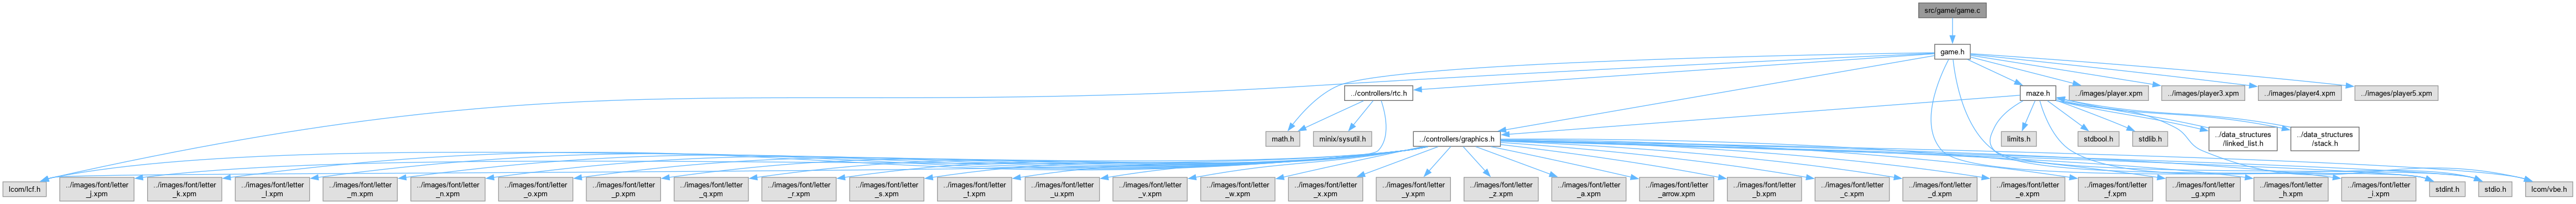 src/game/game.c
game.h
../controllers/rtc.h
maze.h
../images/player.xpm
../images/player3.xpm
../images/player4.xpm
../images/player5.xpm
math.h
minix/sysutil.h
../controllers/graphics.h
limits.h
stdbool.h
stdlib.h
../data_structures
/linked_list.h
../data_structures
/stack.h
lcom/lcf.h
../images/font/letter
_j.xpm
../images/font/letter
_k.xpm
../images/font/letter
_l.xpm
../images/font/letter
_m.xpm
../images/font/letter
_n.xpm
../images/font/letter
_o.xpm
../images/font/letter
_p.xpm
../images/font/letter
_q.xpm
../images/font/letter
_r.xpm
../images/font/letter
_s.xpm
../images/font/letter
_t.xpm
../images/font/letter
_u.xpm
../images/font/letter
_v.xpm
../images/font/letter
_w.xpm
../images/font/letter
_x.xpm
../images/font/letter
_y.xpm
../images/font/letter
_z.xpm
../images/font/letter
_a.xpm
../images/font/letter
_arrow.xpm
../images/font/letter
_b.xpm
../images/font/letter
_c.xpm
../images/font/letter
_d.xpm
../images/font/letter
_e.xpm
../images/font/letter
_f.xpm
../images/font/letter
_g.xpm
../images/font/letter
_h.xpm
../images/font/letter
_i.xpm
stdint.h
stdio.h
lcom/vbe.h